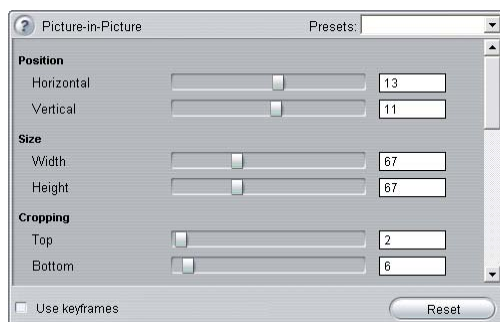 ? Picture-in-Picture Presets:
Position
Horizontal 13
Vertical 11
Size
Width 67
Height 67
Cropping
Top 2
Bottom 6
Use keyframes Reset